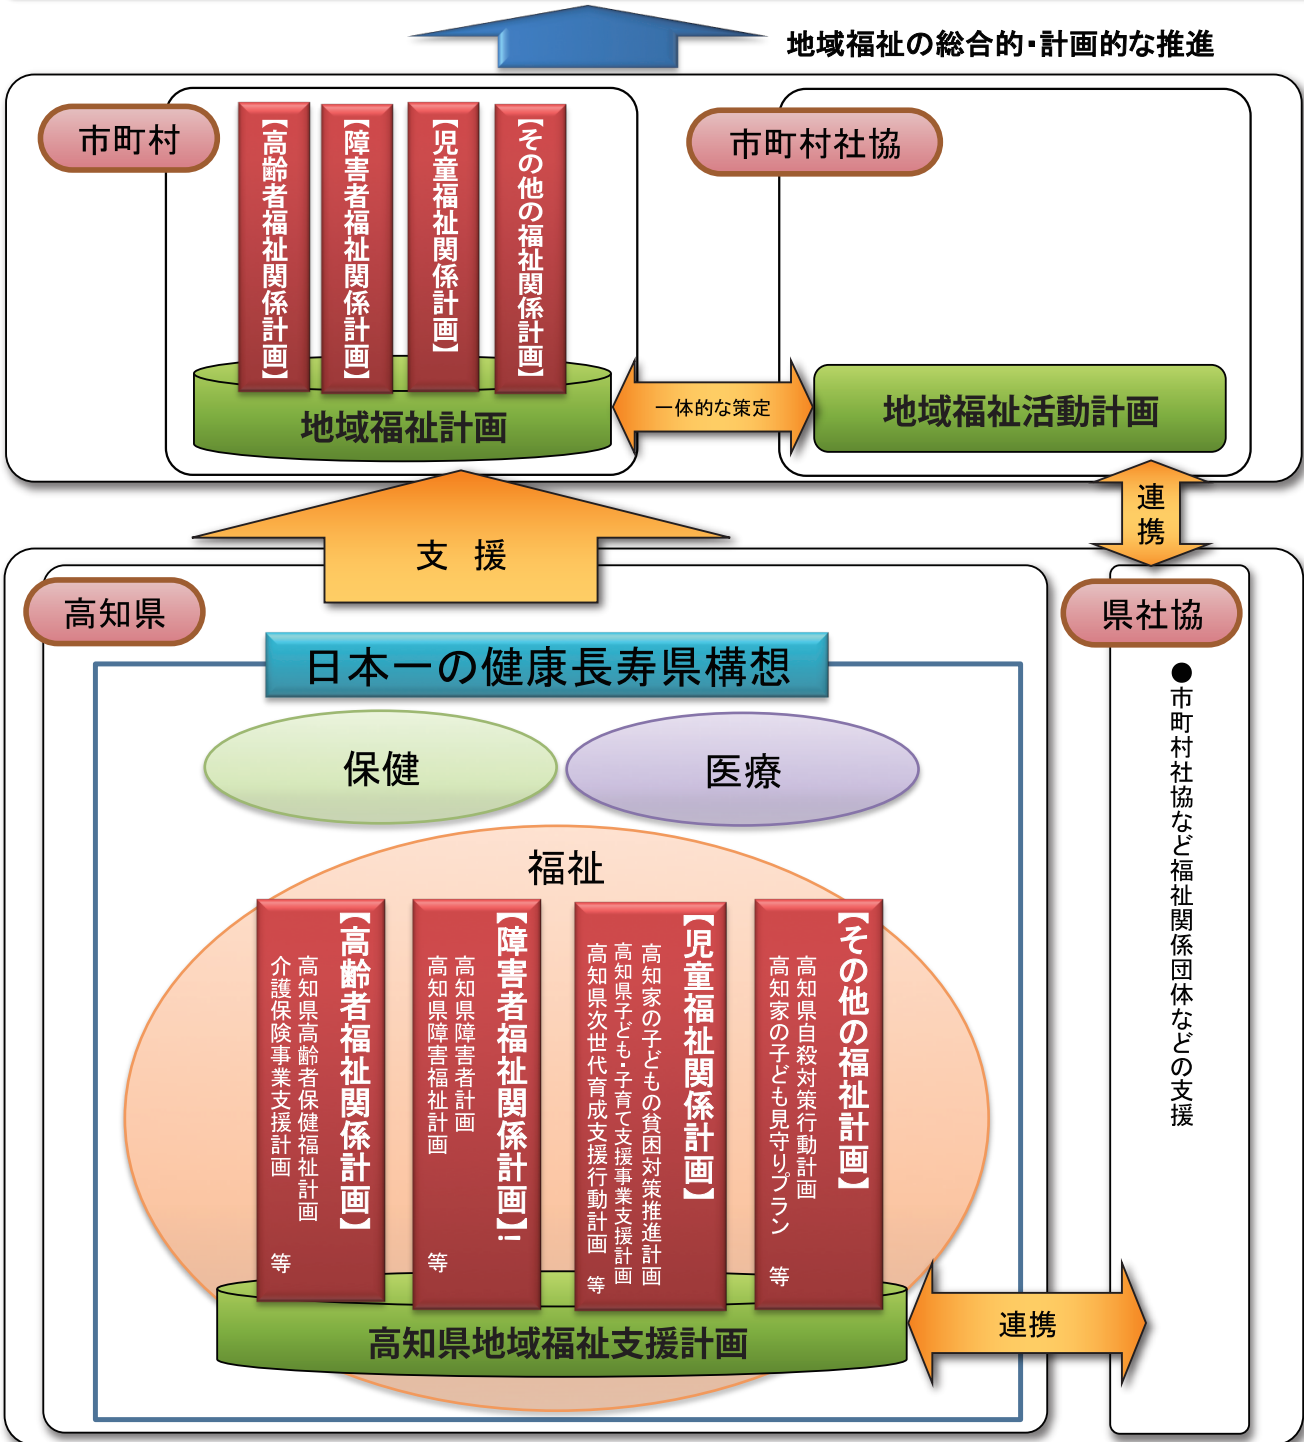 地域福祉の総合的・計画的な推進
市町村
【高齢者福祉関係計画】
【障害者福祉関係計画】
【児童福祉関係計画】
【その他の福祉関係計画】
地域福祉計画
一体的な策定
市町村社協
地域福祉活動計画
支 援
連携
高知県
日本一の健康長寿県構想
保健
医療
福祉
【高齢者福祉関係計画】
高知県高齢者保健福祉計画
介護保険事業支援計画 等
【障害者福祉関係計画】¡
高知県障害者計画
高知県障害福祉計画 等
【児童福祉関係計画】
高知家の子どもの貧困対策推進計画
高知県子ども・子育て支援事業支援計画
高知県次世代育成支援行動計画 等
【その他の福祉計画】
高知県自殺対策行動計画
高知家の子ども見守りプラン 等
高知県地域福祉支援計画
連携
県社協
●市町村社協など福祉関係団体などの支援